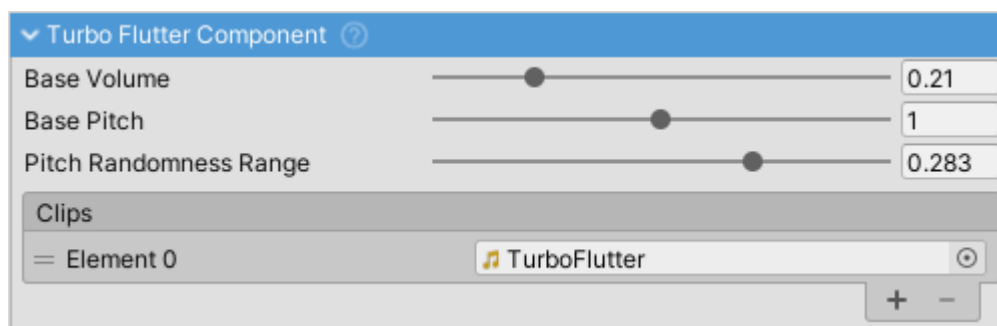 Turbo Flutter Component ?
Base Volume 0.21
Base Pitch 1
Pitch Randomness Range 0.283
Clips
= Element 0 TurboFlutter
+ −